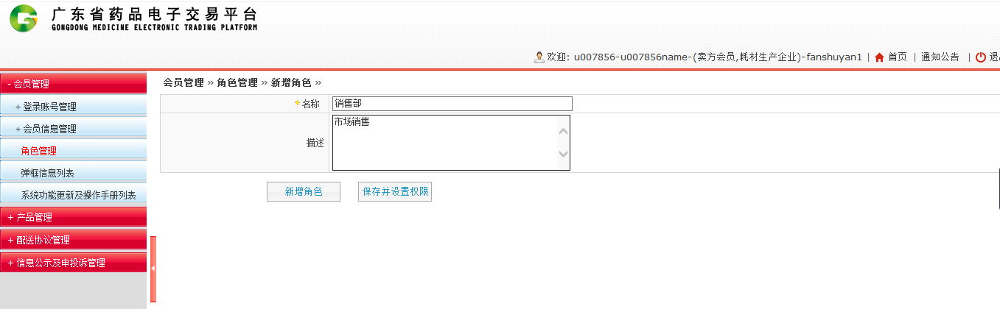 广东省药品电子交易平台
GONGDONG MEDICINE ELECTRONIC TRADING PLATFORM
欢迎: u007856-u007856name-(卖方会员,耗材生产企业)-fanshuyan1 | 首页 | 通知公告 | 退
- 会员管理
+ 登录账号管理
+ 会员信息管理
角色管理
弹框信息列表
系统功能更新及操作手册列表
+ 产品管理
+ 配送协议管理
+ 信息公示及申投诉管理
会员管理 » 角色管理 » 新增角色 »
* 名称 销售部
描述 市场销售
新增角色 保存并设置权限